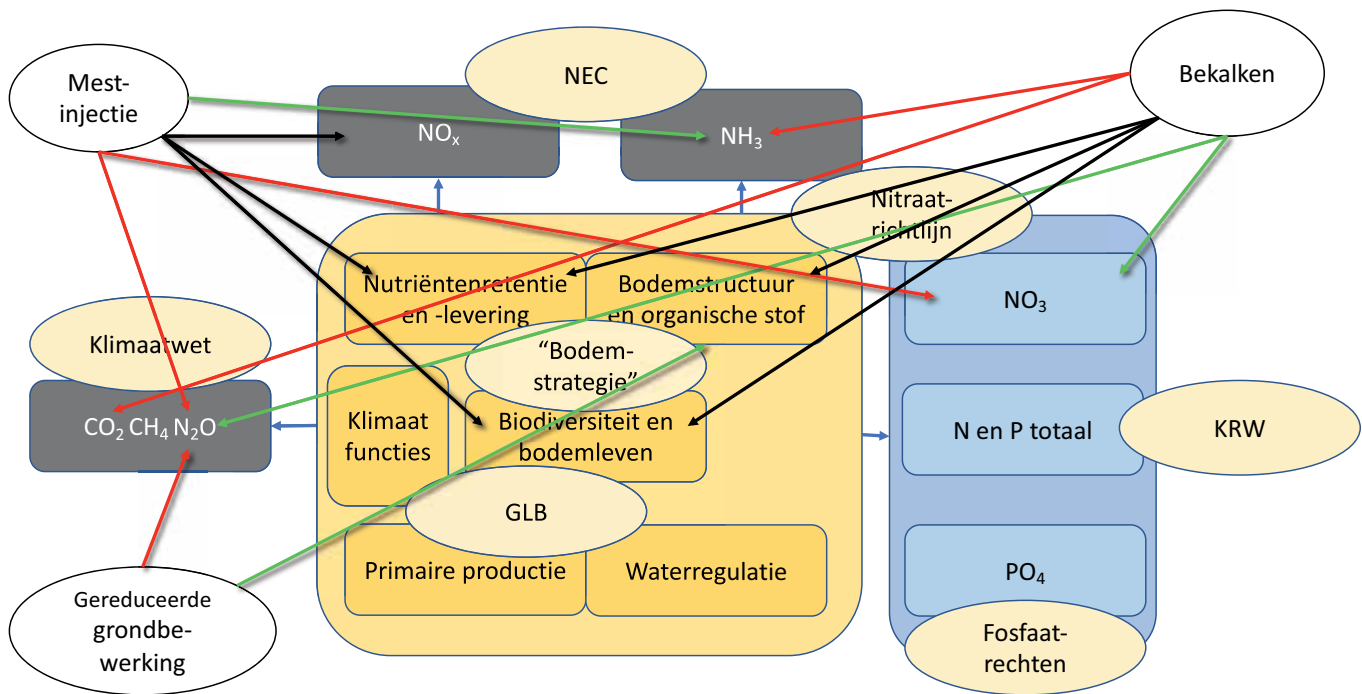 Mest-
injectie
NEC
Bekalken
NOₓ
NH₃
Nitraat-
richtlijn
Nutriëntenretentie
en -levering
Bodemstructuur
en organische stof
NO₃
Klimaatwet
"Bodem-
strategie"
CO₂ CH₄ N₂O
Klimaat
functies
Biodiversiteit en
bodemleven
N en P totaal
KRW
GLB
Primaire productie
Waterregulatie
PO₄
Gereduceerde
grondbe-
werking
Fosfaat-
rechten